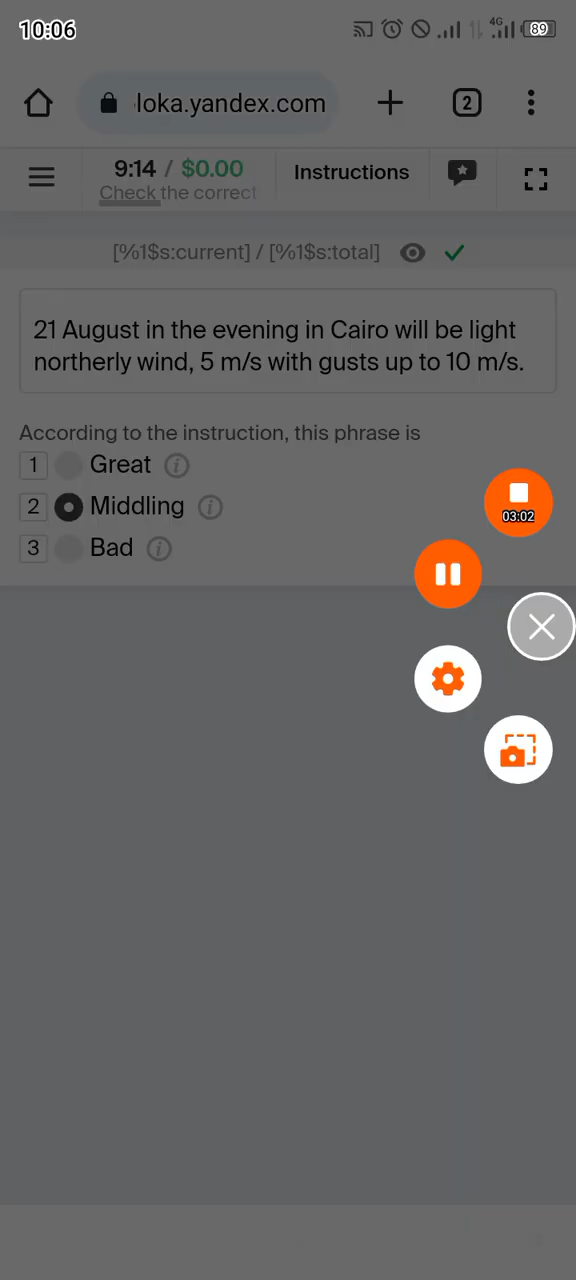 10:06
4G
89
loka.yandex.com
2
9:14 / $0.00
Check the correct
Instructions
[%1$s:current] / [%1$s:total]
21 August in the evening in Cairo will be light
northerly wind, 5 m/s with gusts up to 10 m/s.
According to the instruction, this phrase is
1 Great
2 Middling
3 Bad
03:02